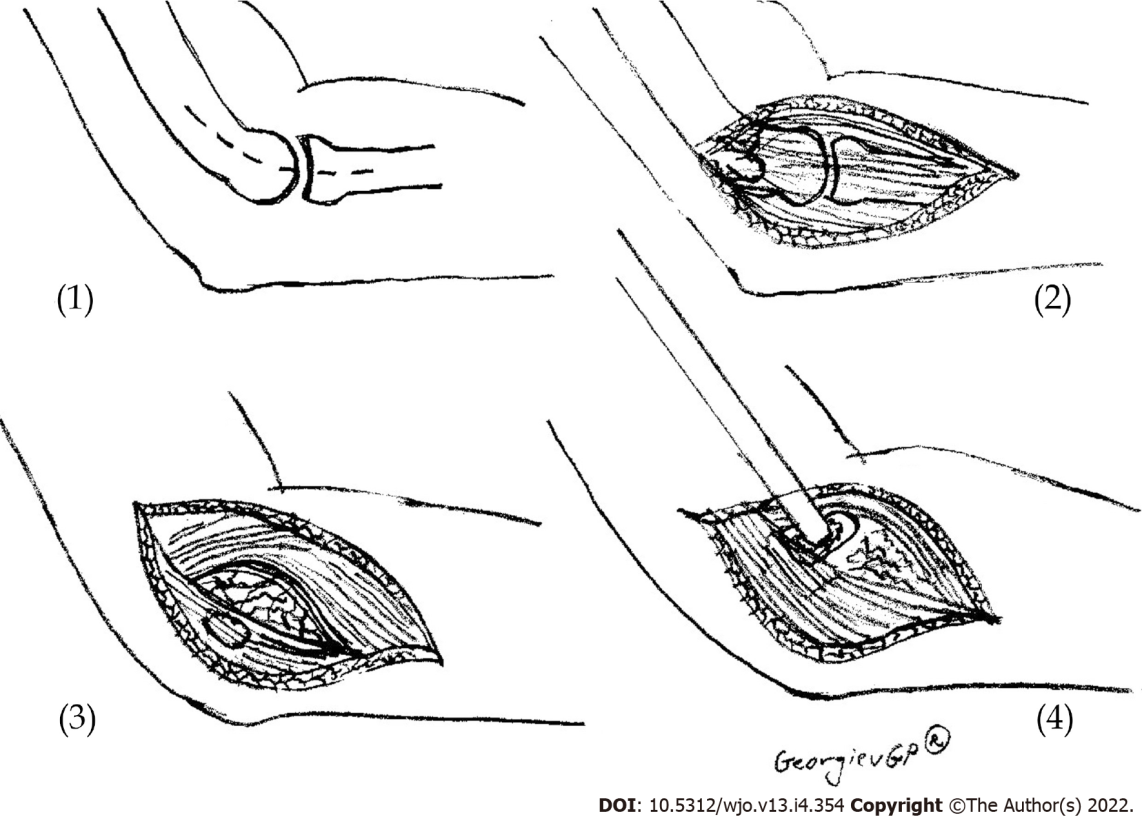 (1)
(2)
(3)
(4)
GeorgievGP®
DOI: 10.5312/wjo.v13.i4.354 Copyright ©The Author(s) 2022.